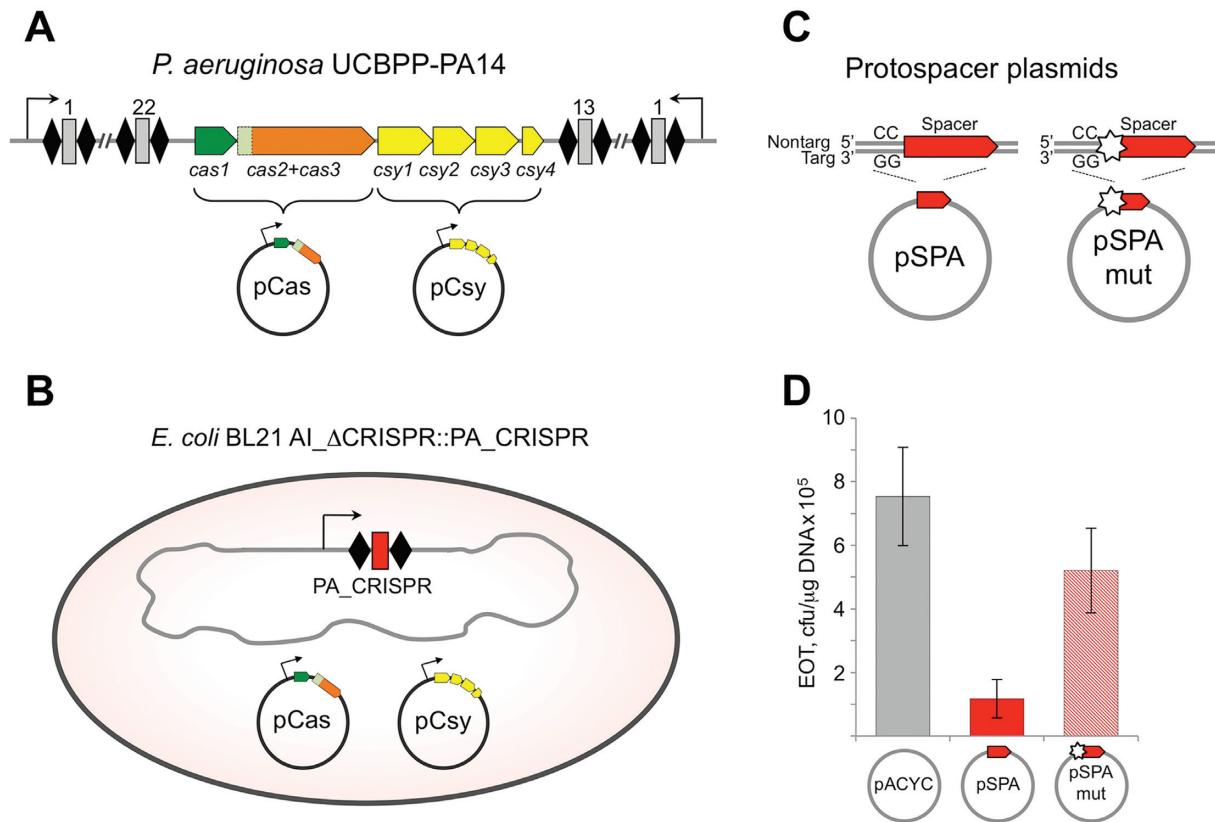 A
P. aeruginosa UCBPP-PA14
1 22 13 1
cas1 cas2+cas3 csy1 csy2 csy3 csy4
pCas pCsy
B
E. coli BL21 AI_ΔCRISPR::PA_CRISPR
PA_CRISPR
pCas pCsy
C
Protospacer plasmids
CC Spacer CC Spacer
Nontarg 5' 5'
Targ 3' 3'
GG GG
pSPA pSPA
mut
D
EOT, cfu/μg DNA x 10⁵
10
8
6
4
2
pACYC pSPA pSPA
mut